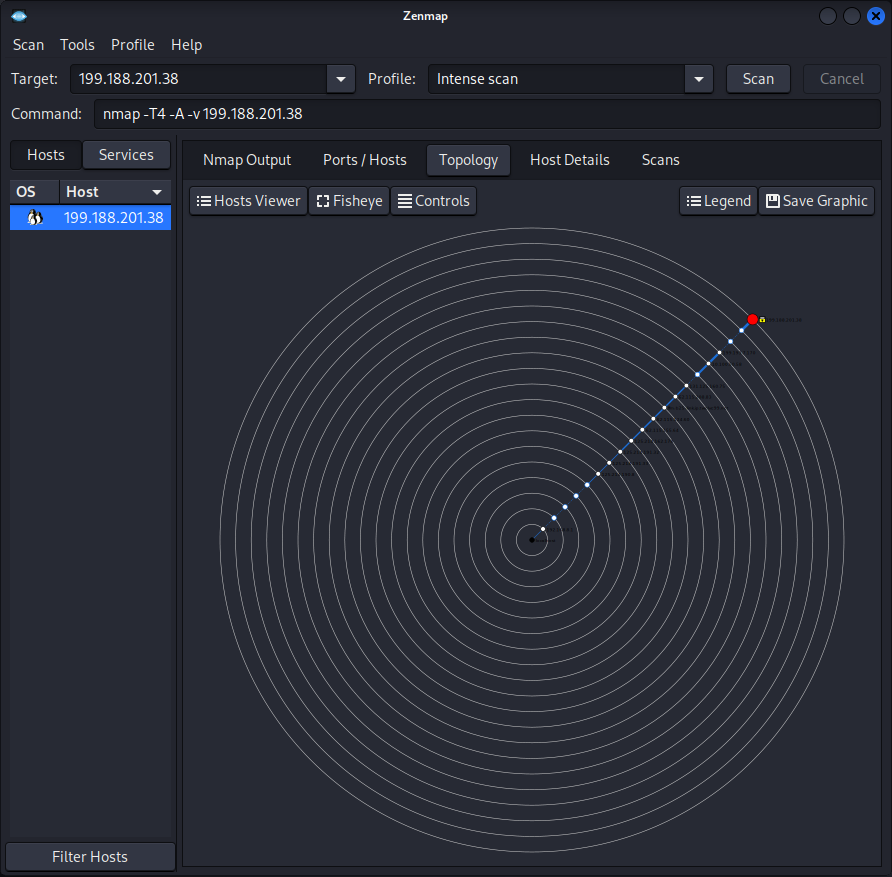 Zenmap
Scan Tools Profile Help
Target: 199.188.201.38 Profile: Intense scan Scan Cancel
Command: nmap -T4 -A -v 199.188.201.38
Hosts Services Nmap Output Ports / Hosts Topology Host Details Scans
OS Host
Hosts Viewer Fisheye Controls Legend Save Graphic
199.188.201.38
Filter Hosts